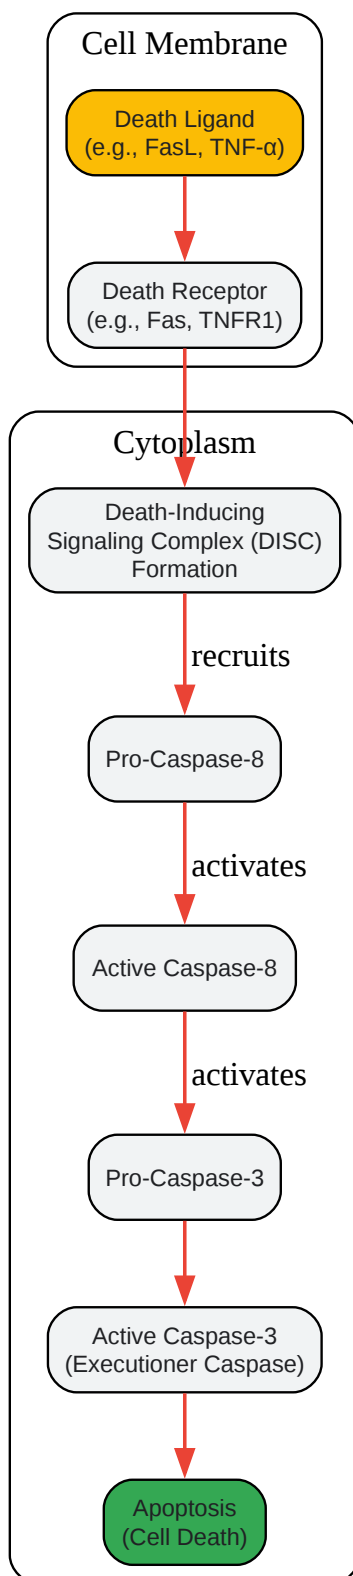 Cell Membrane
Death Ligand
(e.g., FasL, TNF-α)
Death Receptor
(e.g., Fas, TNFR1)
Cytoplasm
Death-Inducing
Signaling Complex (DISC)
Formation
recruits
Pro-Caspase-8
activates
Active Caspase-8
activates
Pro-Caspase-3
Active Caspase-3
(Executioner Caspase)
Apoptosis
(Cell Death)